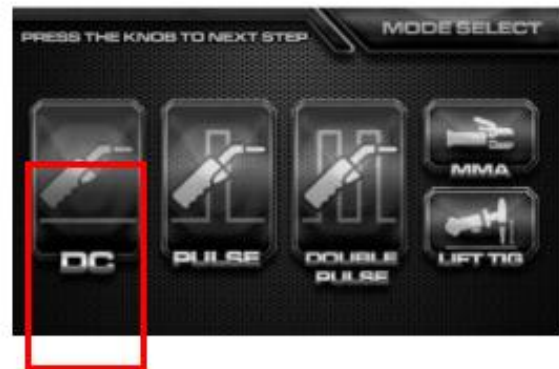 PRESS THE KNOB TO NEXT STEP
MODE SELECT
DC
PULSE
DOUBLE
PULSE
MMA
LIFT TIG